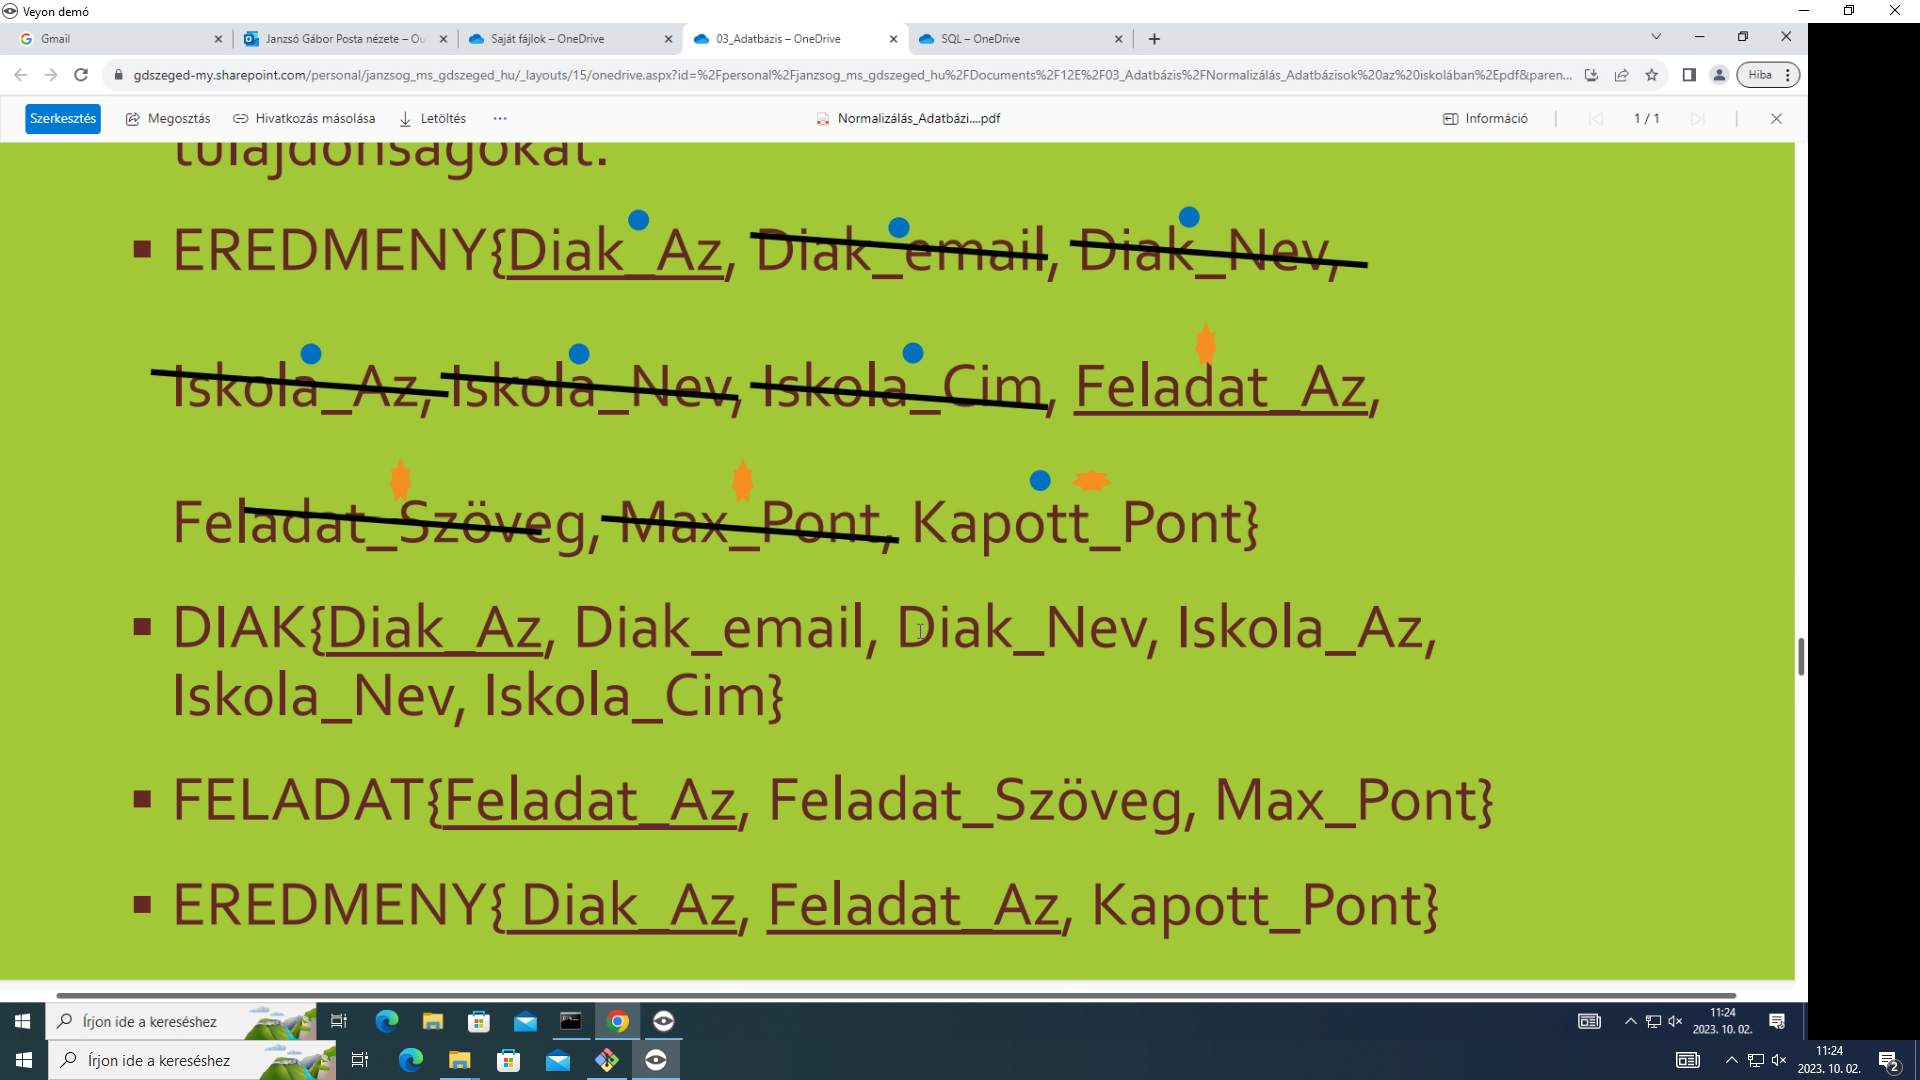 Veyon demó
Gmail
Janzsó Gábor Posta nézete – Ou
Saját fájlok – OneDrive
03_Adatbázis – OneDrive
SQL – OneDrive
gdszeged-my.sharepoint.com/personal/janzsog_ms_gdszeged_hu/_layouts/15/onedrive.aspx?id=%2Fpersonal%2Fjanzsog_ms_gdszeged_hu%2FDocuments%2F12E%2F03_Adatbázis%2FNormalizálás_Adatbázisok%20az%20iskolában%2Epdf&paren...
Hiba
Szerkesztés
Megosztás
Hivatkozás másolása
Letöltés
Normalizálás_Adatbázi....pdf
Információ
1 / 1
tulajdonságokat.
EREDMENY{Diak_Az, Diak_email, Diak_Nev,
Iskola_Az, Iskola_Nev, Iskola_Cim, Feladat_Az,
Feladat_Szöveg, Max_Pont, Kapott_Pont}
DIAK{Diak_Az, Diak_email, Diak_Nev, Iskola_Az,
Iskola_Nev, Iskola_Cim}
FELADAT{Feladat_Az, Feladat_Szöveg, Max_Pont}
EREDMENY{ Diak_Az, Feladat_Az, Kapott_Pont}
Írjon ide a kereséshez
11:24
2023. 10. 02.
Írjon ide a kereséshez
11:24
2023. 10. 02.
2